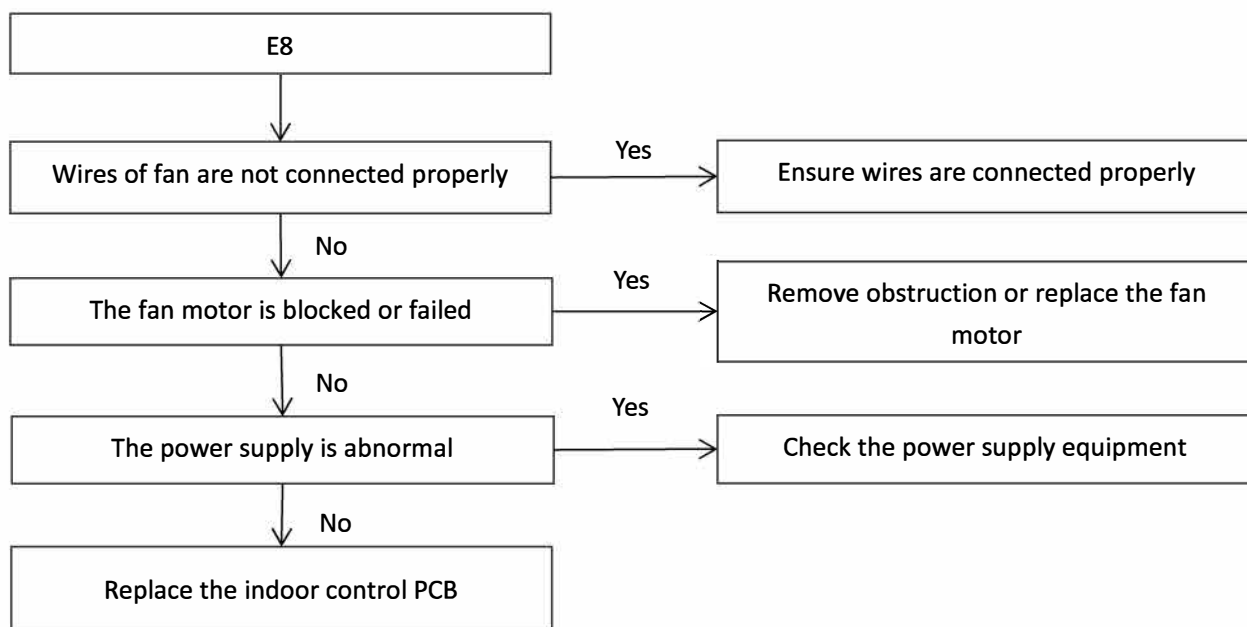 E8
Wires of fan are not connected properly
Yes
Ensure wires are connected properly
No
The fan motor is blocked or failed
Yes
Remove obstruction or replace the fan
motor
No
The power supply is abnormal
Yes
Check the power supply equipment
No
Replace the indoor control PCB